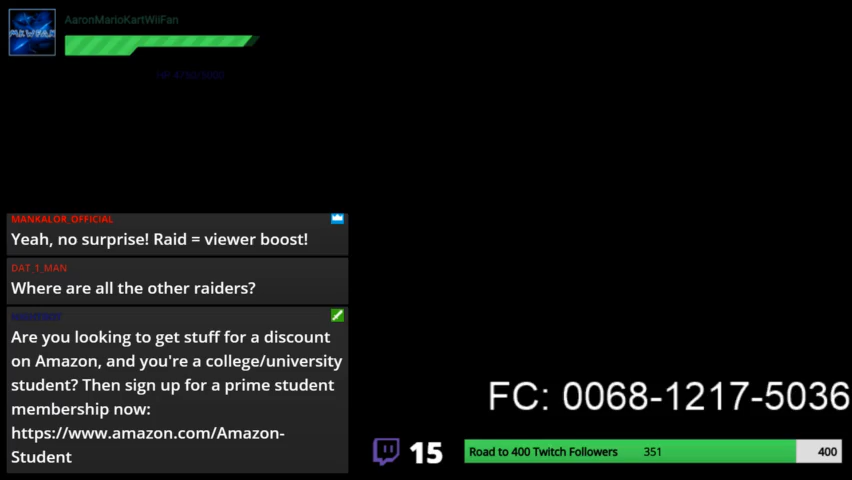 AaronMarioKartWiiFan
MKWFAN
MANKALOR_OFFICIAL
Yeah, no surprise! Raid = viewer boost!
DAT_1_MAN
Where are all the other raiders?
Are you looking to get stuff for a discount
on Amazon, and you're a college/university
student? Then sign up for a prime student
membership now:
https://www.amazon.com/Amazon-
Student
FC: 0068-1217-5036
15
Road to 400 Twitch Followers 351 400